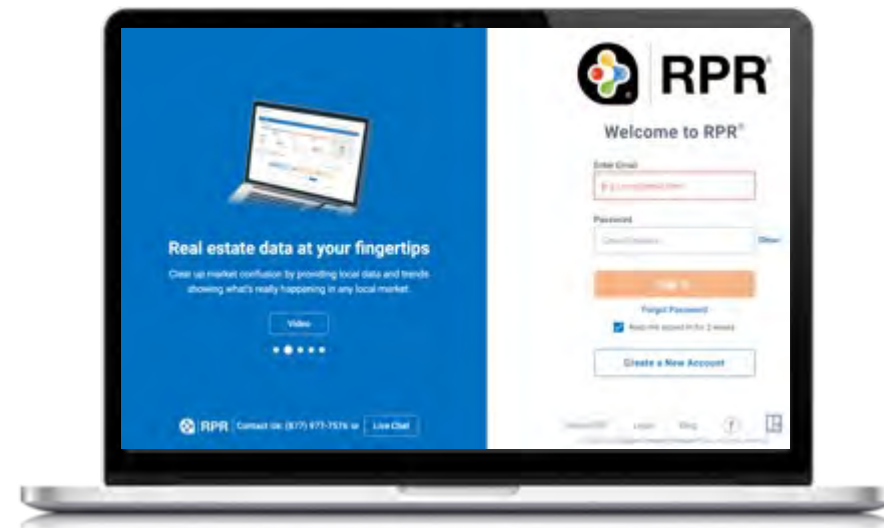 Real estate data at your fingertips
Clear up market confusion by providing local data and trends
showing what's really happening in any local market.
Video
RPR Contact Us: (877) 977-7576 or Live Chat
RPR®
Welcome to RPR®
Enter Email
Password
Show
Sign In
Forgot Password
Keep me signed in for 2 weeks
Create a New Account
Legal Blog